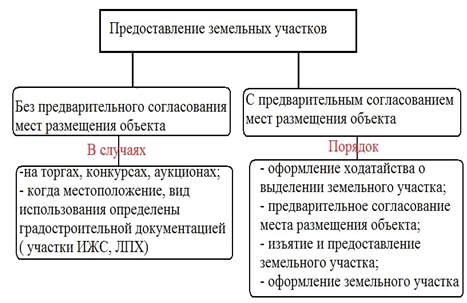 Предоставление земельных участков
Без предварительного согласования
мест размещения объекта
В случаях
-на торгах, конкурсах, аукционах;
- когда местоположение, вид
использования определены
градостроительной документацией
( участки ИЖС, ЛПХ)
С предварительным согласованием
мест размещения объекта
Порядок
- оформление ходатайства о
выделении земельного участка;
- предварительное согласование
места размещения объекта;
- изъятие и предоставление
земельного участка;
- оформление земельного участка